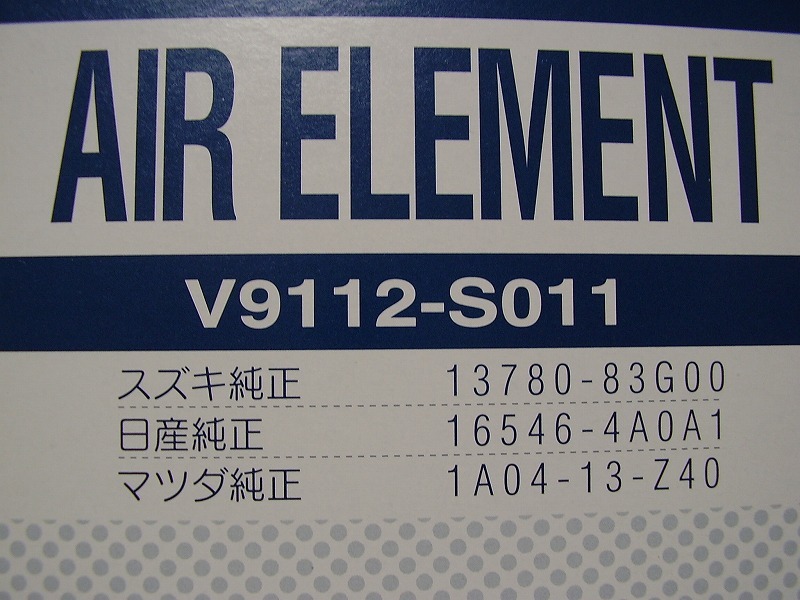 AIR ELEMENT
V9112-S011
スズキ純正 13780-83G00
日産純正 16546-4A0A1
マツダ純正 1A04-13-Z40